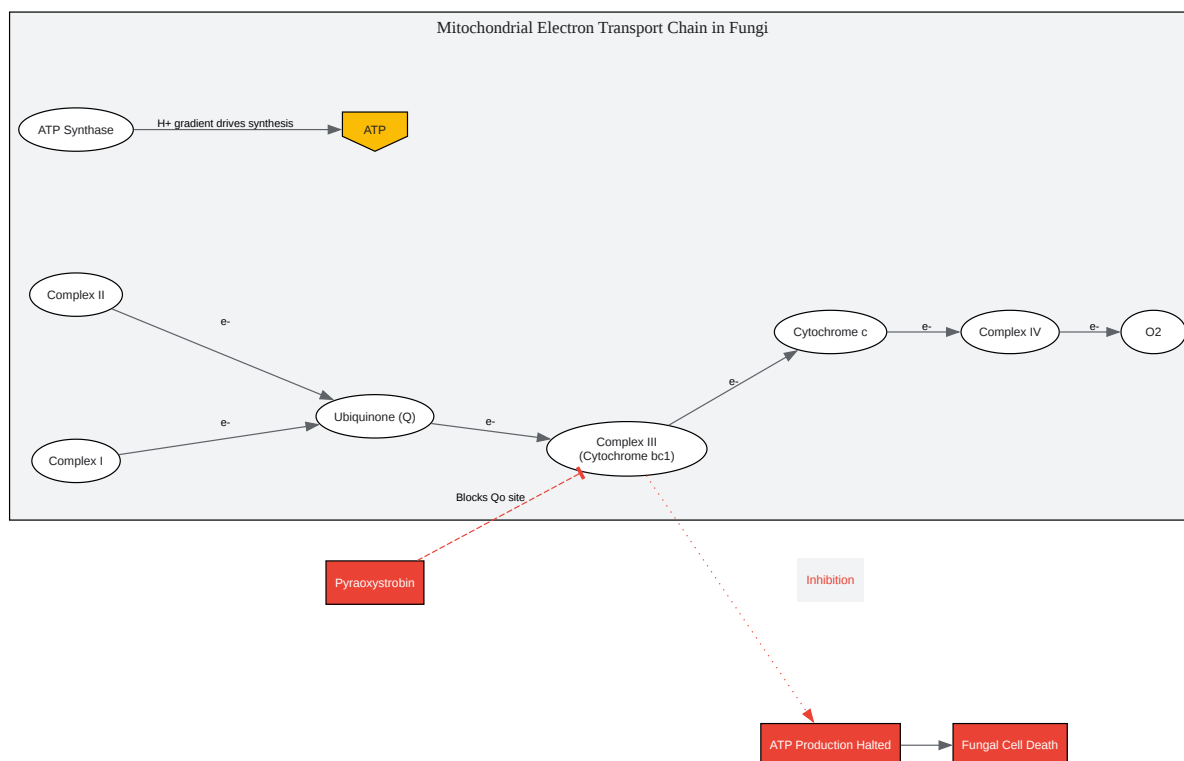 Mitochondrial Electron Transport Chain in Fungi
ATP Synthase
H+ gradient drives synthesis
ATP
Complex II
e-
Complex I
e-
Ubiquinone (Q)
e-
Complex III
(Cytochrome bc1)
e-
Cytochrome c
e-
Complex IV
e-
O2
Blocks Qo site
Pyraoxystrobin
Inhibition
ATP Production Halted
Fungal Cell Death